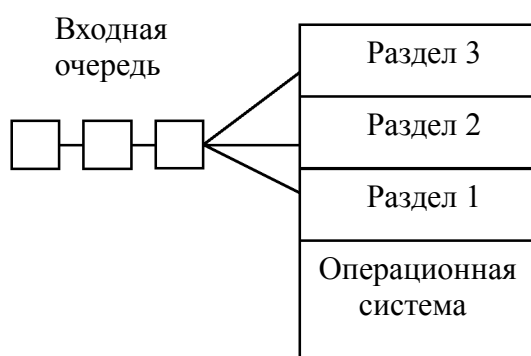 Входная
очередь
Раздел 3
Раздел 2
Раздел 1
Операционная
система